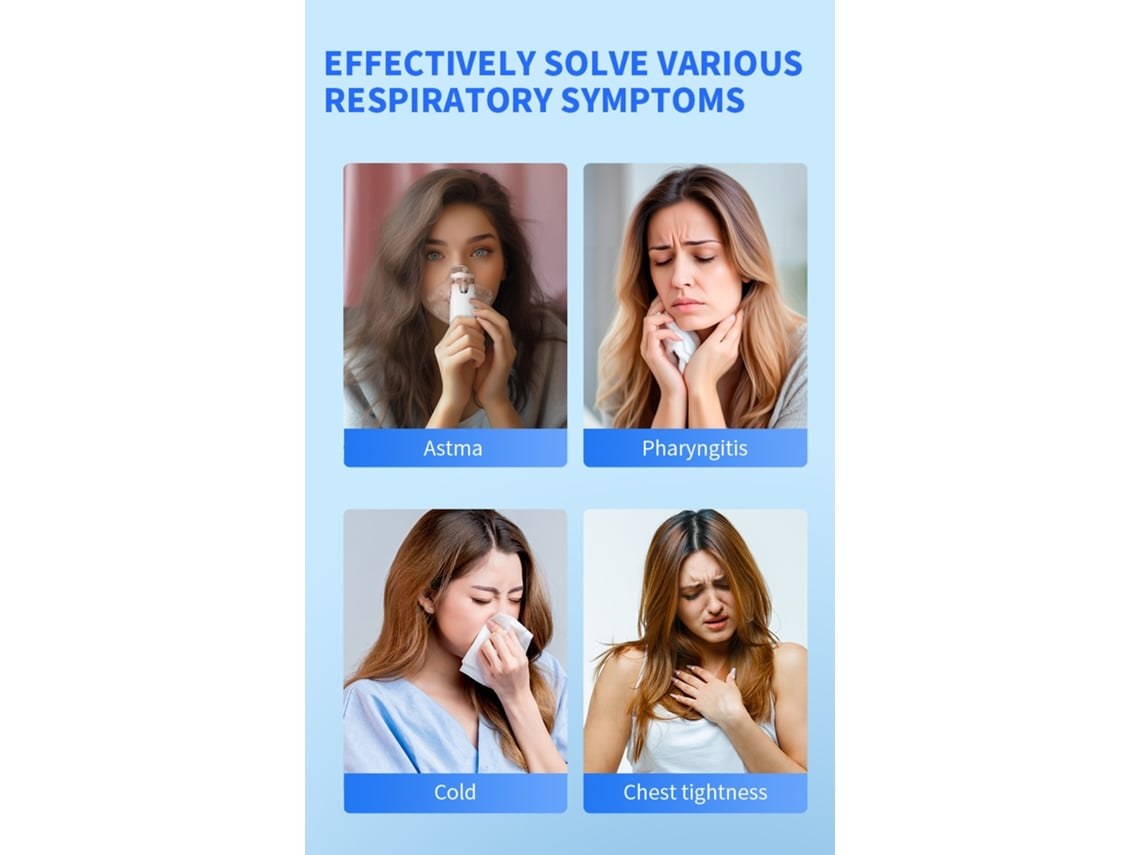 EFFECTIVELY SOLVE VARIOUS
RESPIRATORY SYMPTOMS
Astma
Pharyngitis
Cold
Chest tightness